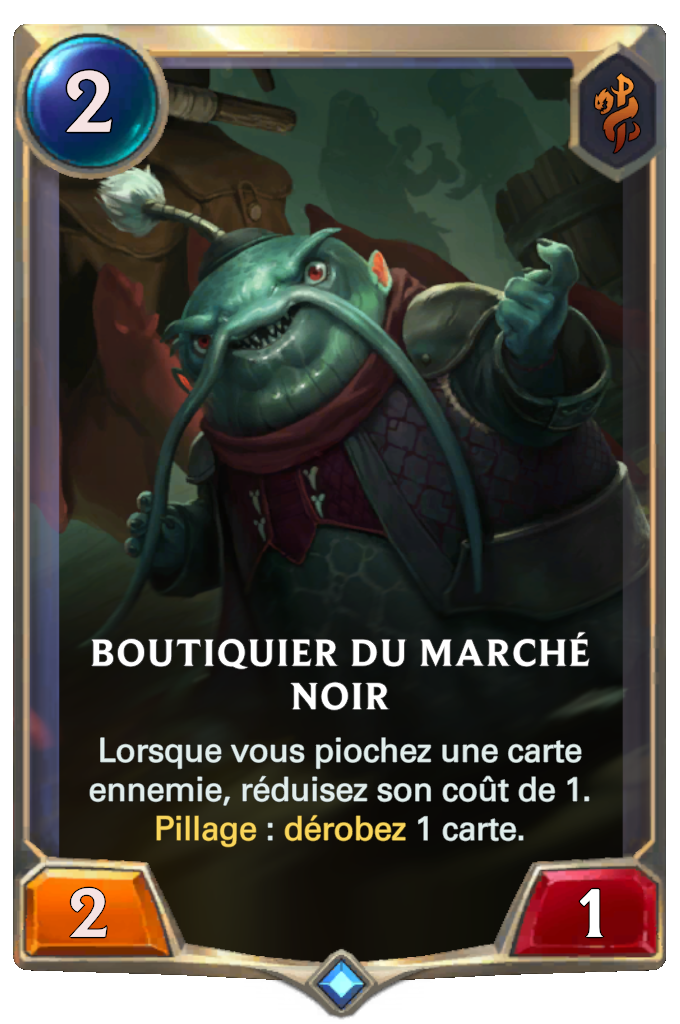 2
BOUTIQUIER DU MARCHÉ
NOIR
Lorsque vous piochez une carte
ennemie, réduisez son coût de 1.
Pillage : dérobez 1 carte.
2
1